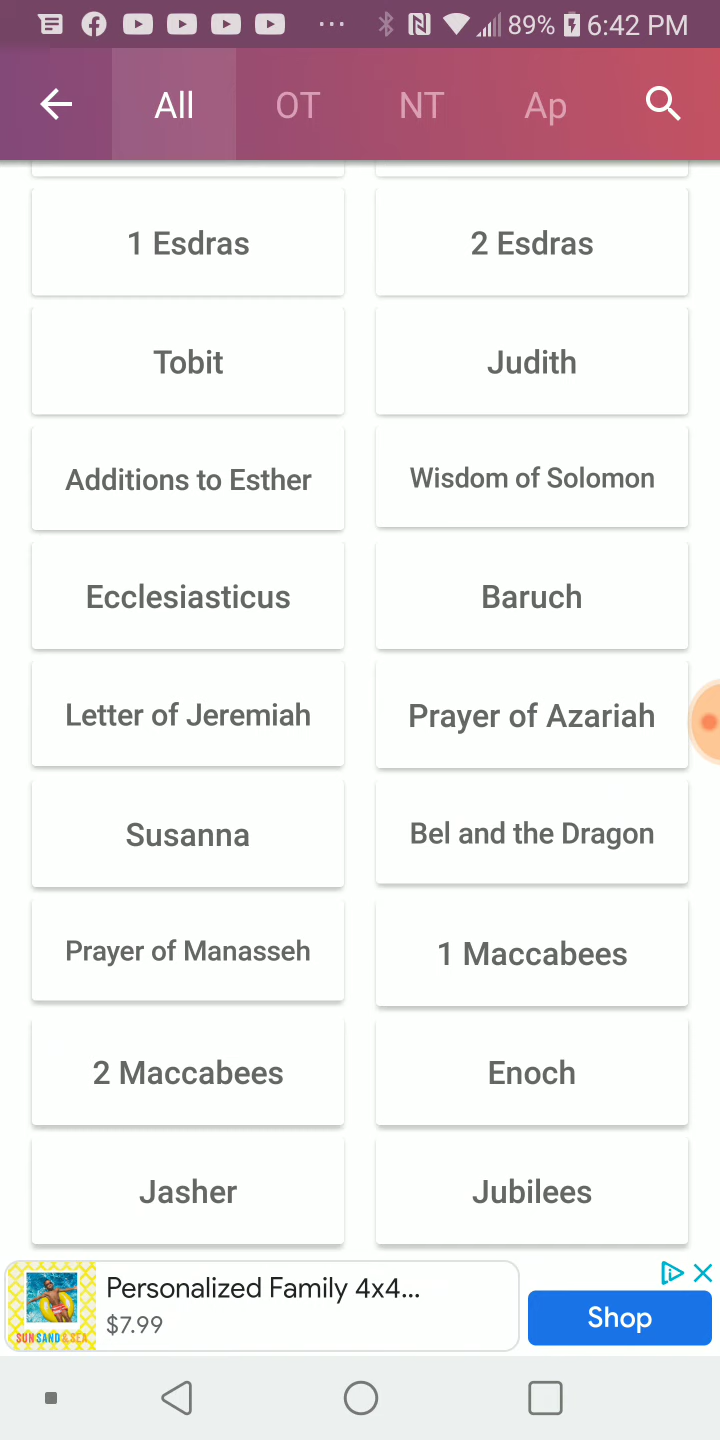 89% 6:42 PM
All OT NT Ap
1 Esdras 2 Esdras
Tobit Judith
Additions to Esther Wisdom of Solomon
Ecclesiasticus Baruch
Letter of Jeremiah Prayer of Azariah
Susanna Bel and the Dragon
Prayer of Manasseh 1 Maccabees
2 Maccabees Enoch
Jasher Jubilees
Personalized Family 4x4...
$7.99
Shop
SUN SAND & SEA